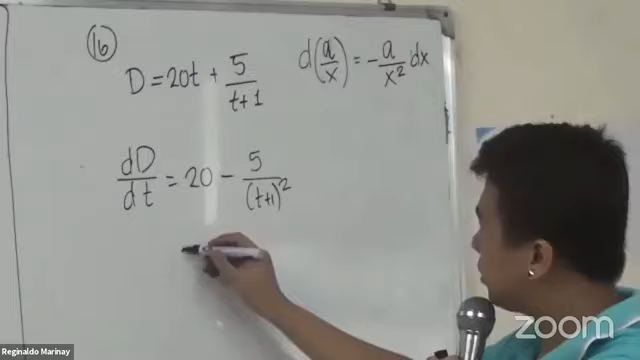 16
D = 20t + 5/(t+1)
d(a/x) = -a/x² dx
dD/dt = 20 - 5/(t+1)²
zoom
Reginaldo Marinay